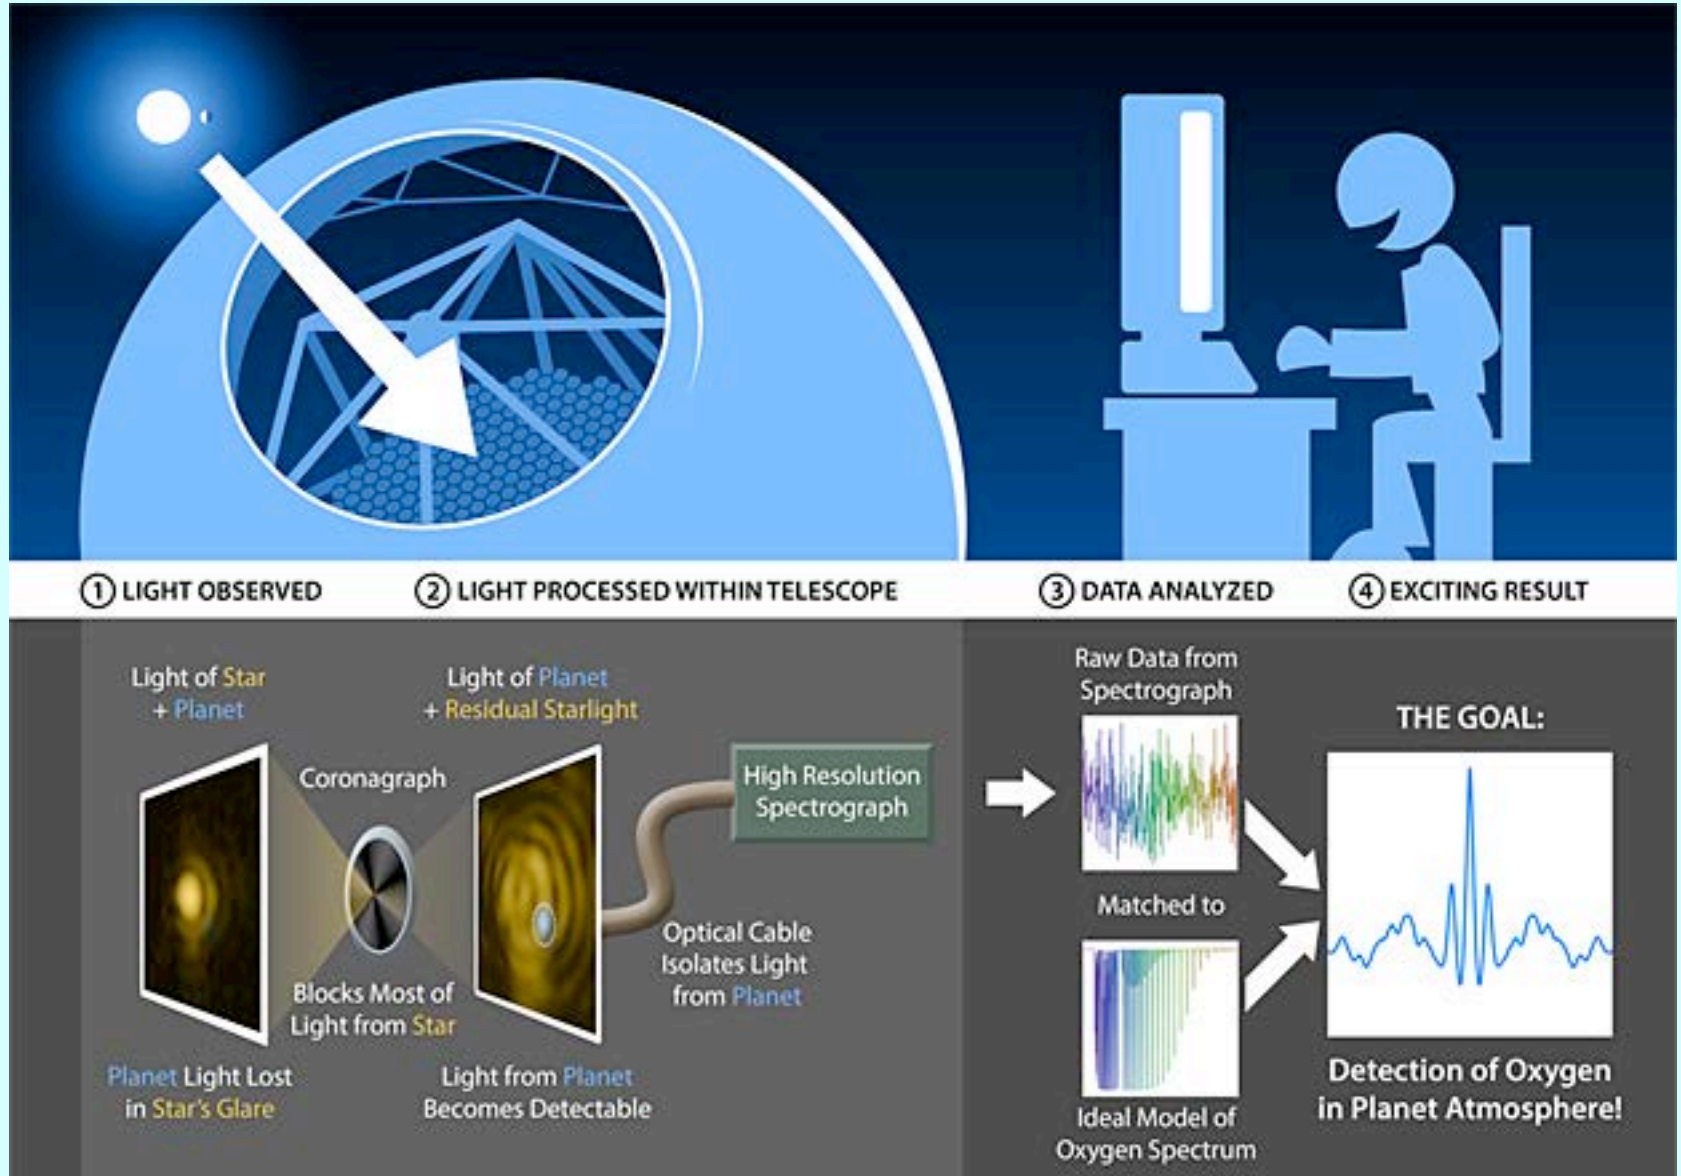 ① LIGHT OBSERVED
② LIGHT PROCESSED WITHIN TELESCOPE
③ DATA ANALYZED
④ EXCITING RESULT
Light of Star
+ Planet
Coronagraph
Blocks Most of
Light from Star
Planet Light Lost
in Star's Glare
Light of Planet
+ Residual Starlight
Light from Planet
Becomes Detectable
High Resolution
Spectrograph
Optical Cable
Isolates Light
from Planet
Raw Data from
Spectrograph
Matched to
Ideal Model of
Oxygen Spectrum
THE GOAL:
Detection of Oxygen
in Planet Atmosphere!